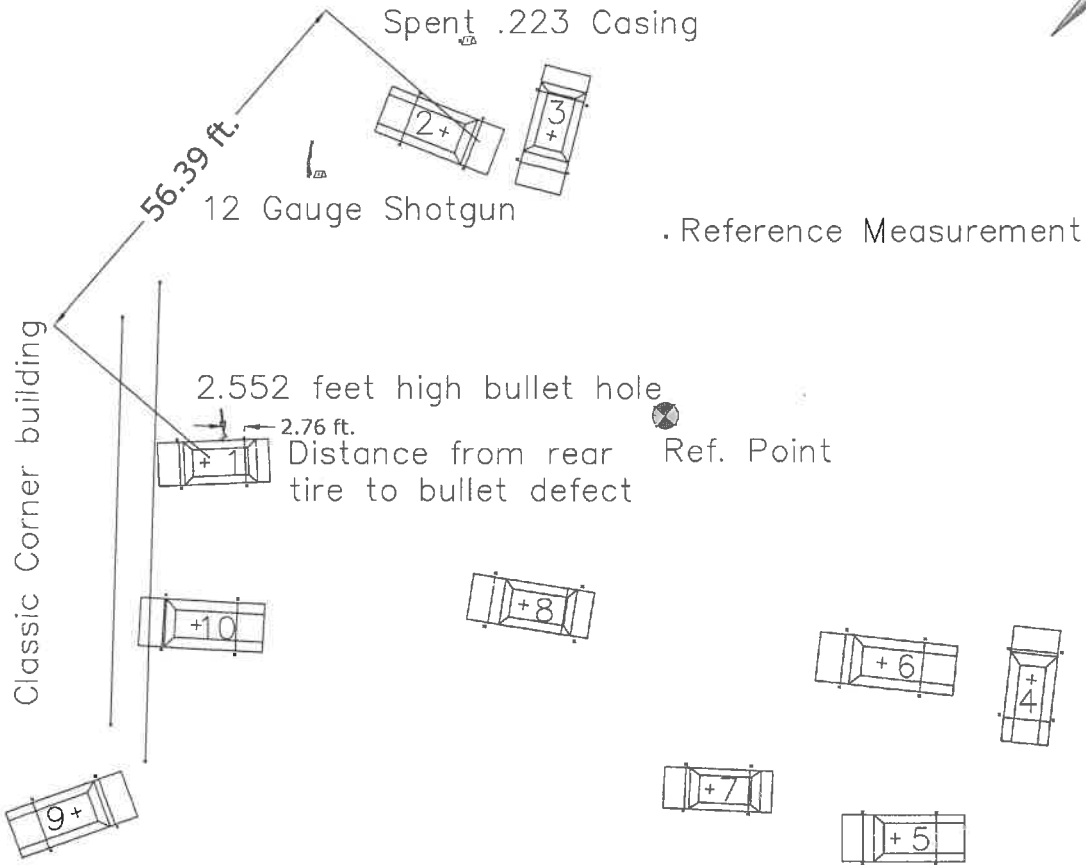 Spent .223 Casing
3
2
56.39 ft.
12 Gauge Shotgun
Reference Measurement
Classic Corner building
2.552 feet high bullet hole
2.76 ft.
1
Distance from rear
tire to bullet defect
Ref. Point
8
10
6
4
7
9
5